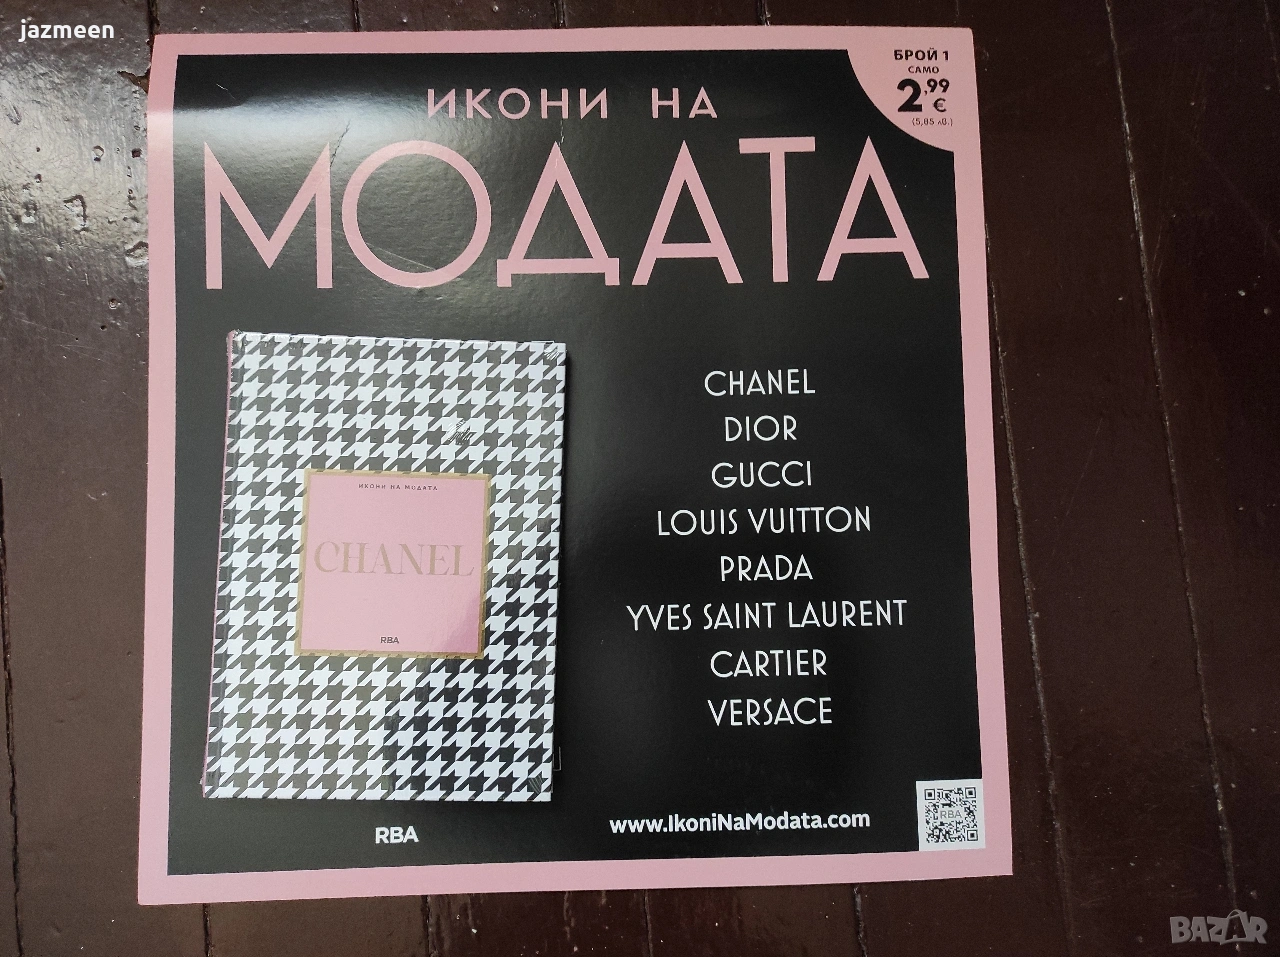 jazmeen
БРОЙ 1
САМО
2,99 €
(5,85 лв.)
ИКОНИ НА
МОДАТА
ИКОНИ НА МОДАТА
CHANEL
RBA
CHANEL
DIOR
GUCCI
LOUIS VUITTON
PRADA
YVES SAINT LAURENT
CARTIER
VERSACE
RBA
www.IkoniNaModata.com
RBA
BAZAR